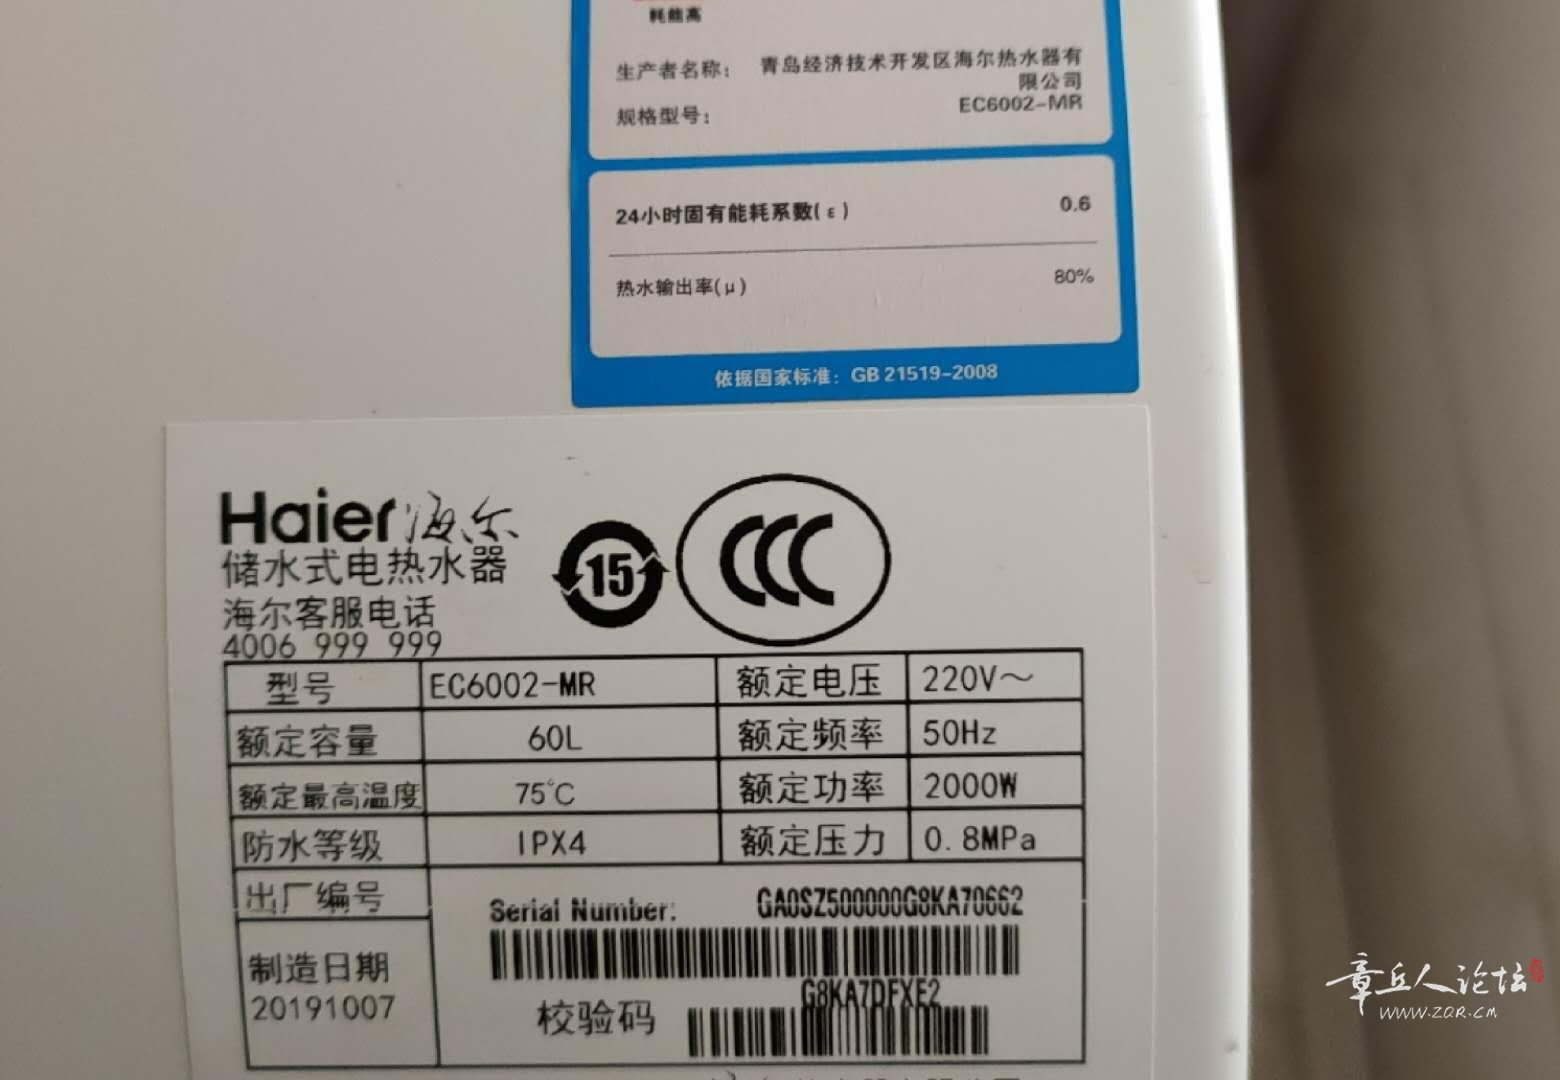 耗能高
生产者名称：
青岛经济技术开发区海尔热水器有
限公司
规格型号：
EC6002-MR
24小时固有能耗系数(ε)
0.6
热水输出率(μ)
80%
依据国家标准：GB 21519-2008
Haier海尔
储水式电热水器
海尔客服电话
4006 999 999
15
CCC
型号 EC6002-MR 额定电压 220V～
额定容量 60L 额定频率 50Hz
额定最高温度 75℃ 额定功率 2000W
防水等级 IPX4 额定压力 0.8MPa
出厂编号
Serial Number: GA0SZ500000G8KA70662
制造日期
20191007
G8KA7DFXE2
校验码
章丘人论坛
WWW.ZQR.CM